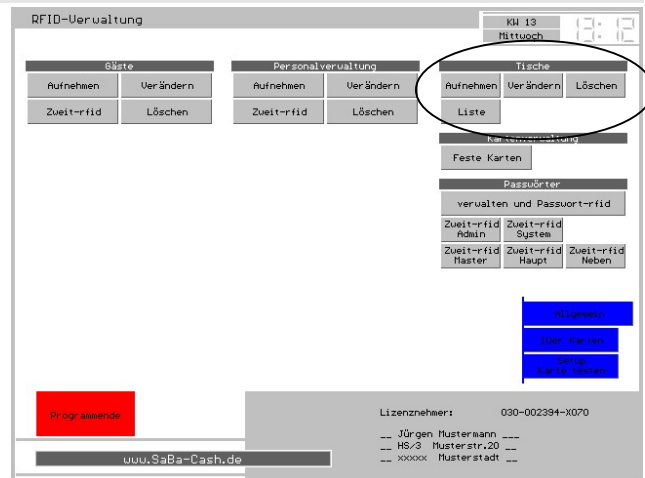 RFID-Verwaltung
KW 13
Mittwoch
13:12
Gäste
Aufnehmen
Verändern
Zweit-rfid
Löschen
Personalverwaltung
Aufnehmen
Verändern
Zweit-rfid
Löschen
Tische
Aufnehmen
Verändern
Löschen
Liste
Kartenverwaltung
Feste Karten
Passwörter
verwalten und Passwort-rfid
Zweit-rfid
Admin
Zweit-rfid
System
Zweit-rfid
Master
Zweit-rfid
Haupt
Zweit-rfid
Neben
Allgemein
10er Karten
Setup
Karte testen
Programmende
www.SaBa-Cash.de
Lizenznehmer: 030-002394-X070
__ Jürgen Mustermann ___
__ HS/3 Musterstr.20 __
__ xxxxx Musterstadt __